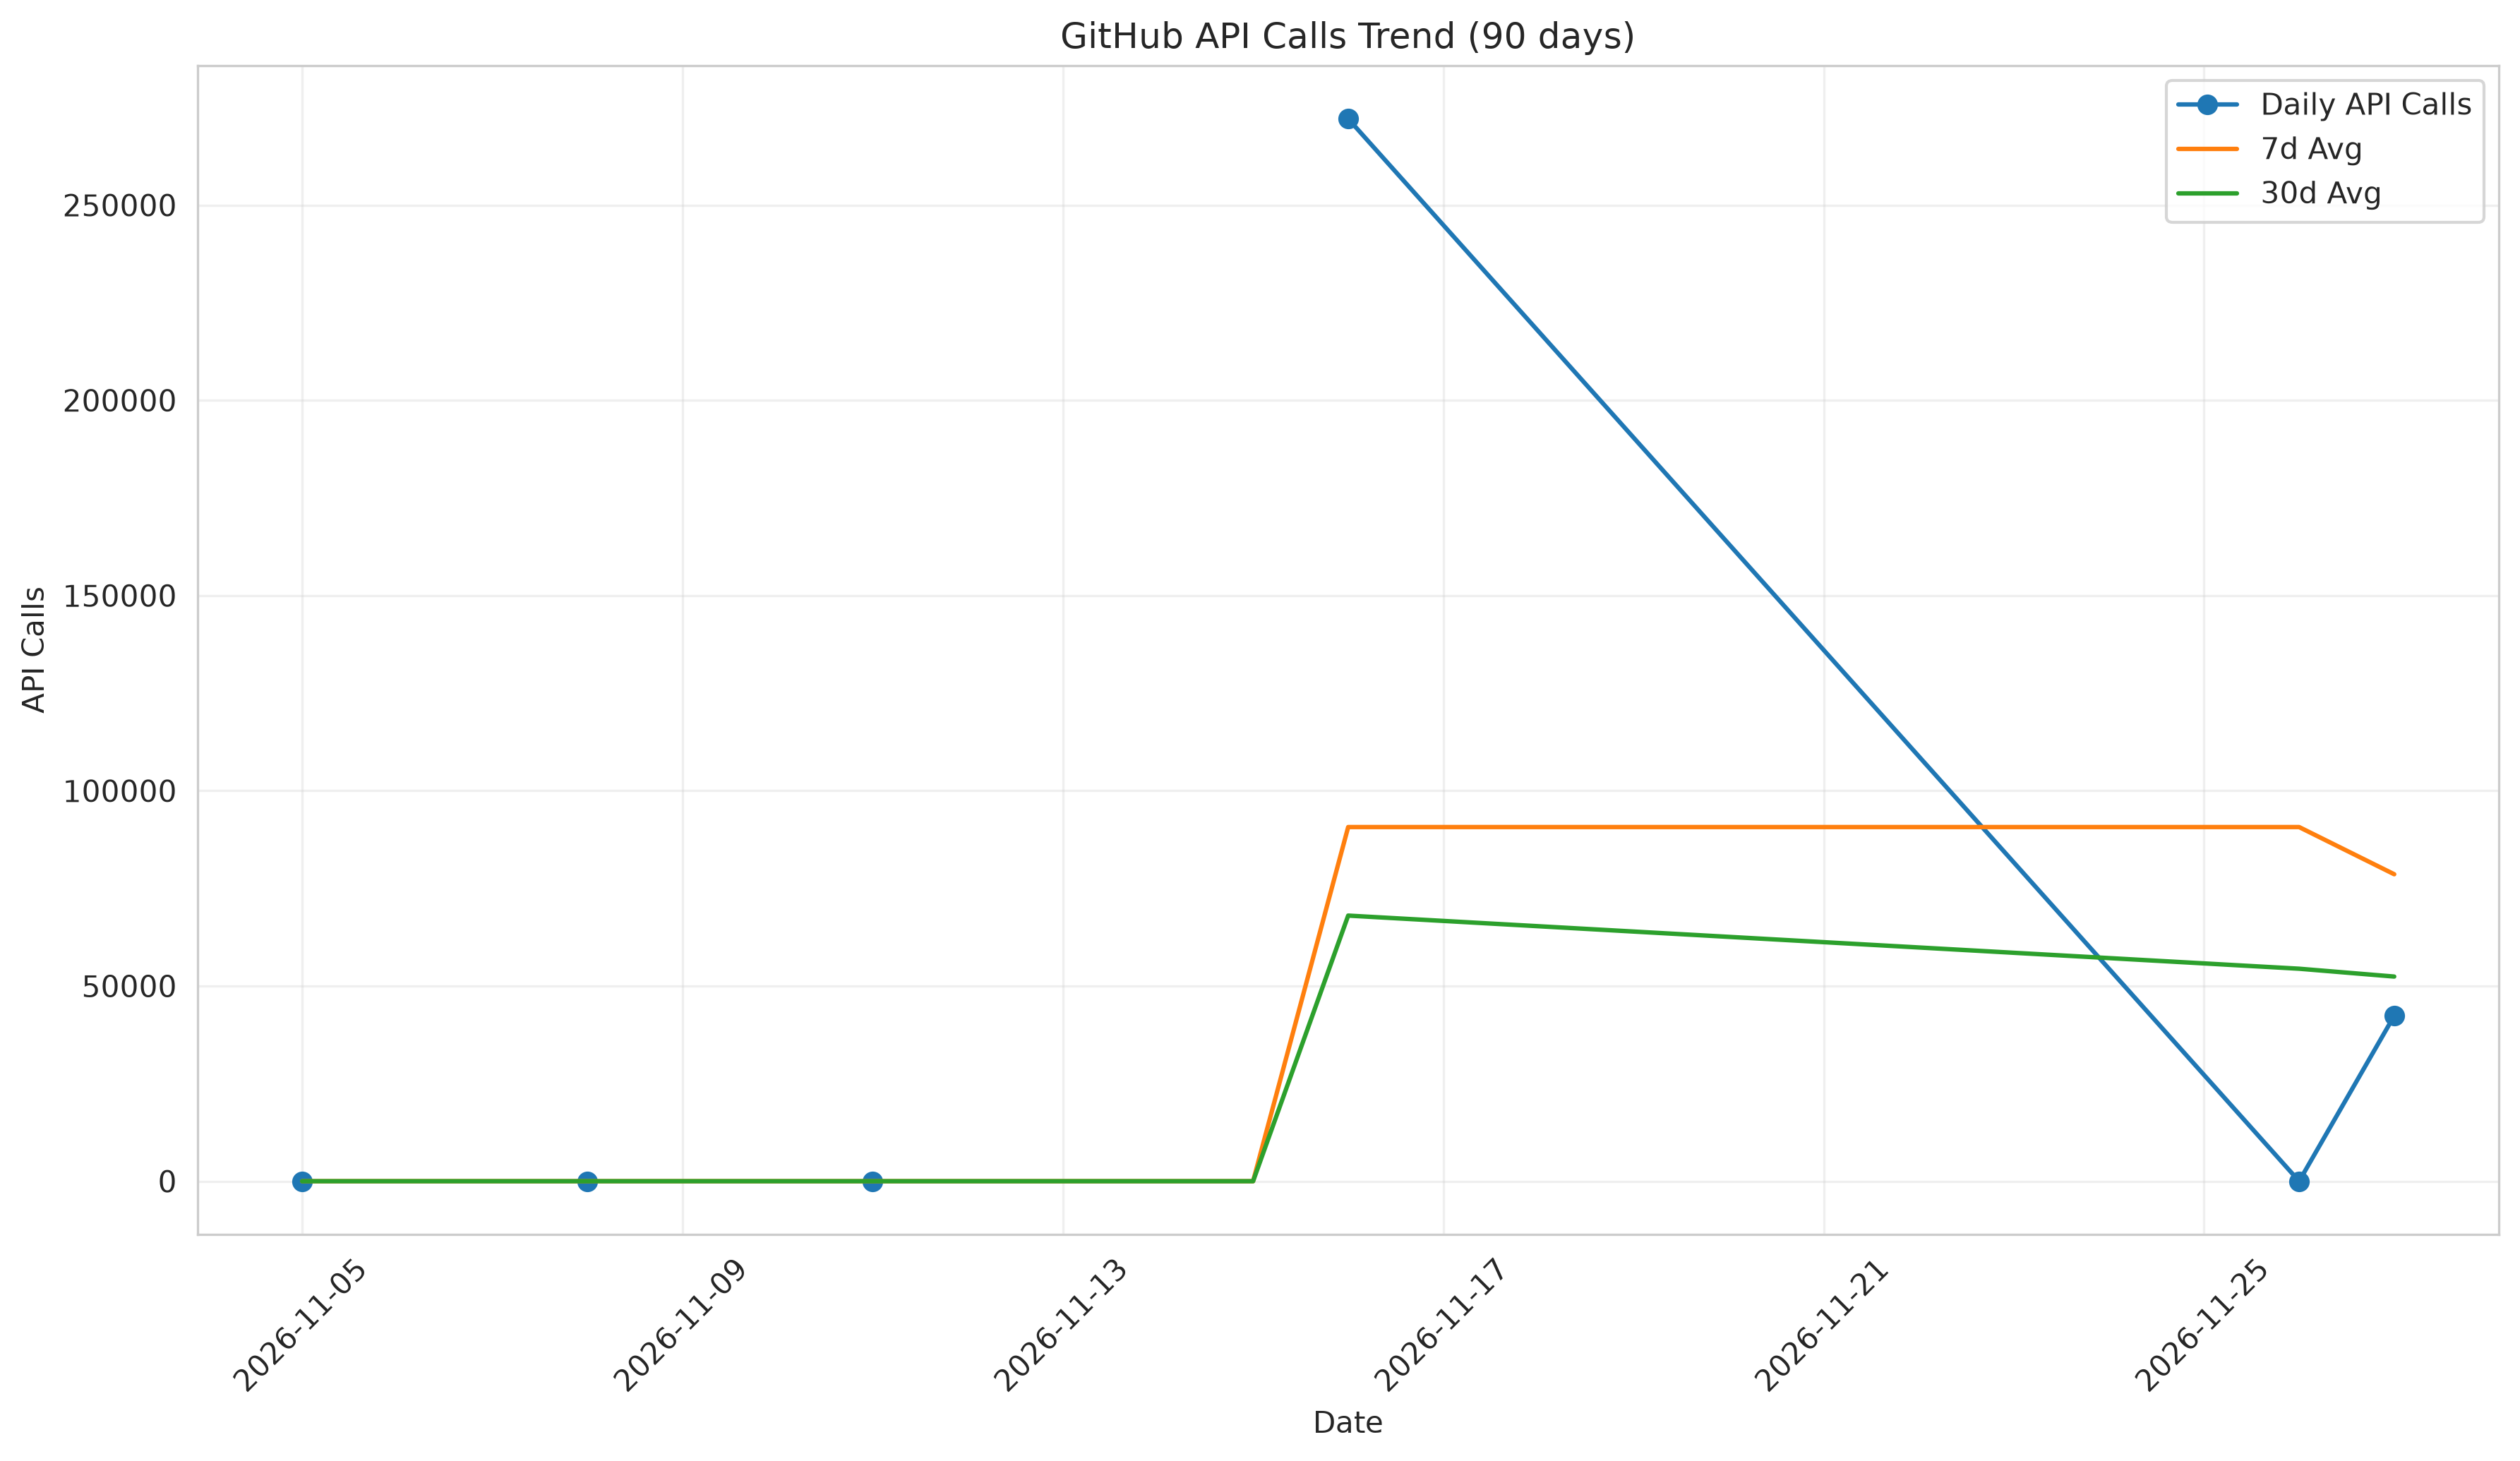 GitHub API Calls Trend (90 days)
Daily API Calls
7d Avg
30d Avg
API Calls
250000
200000
150000
100000
50000
0
2026-11-05
2026-11-09
2026-11-13
2026-11-17
2026-11-21
2026-11-25
Date